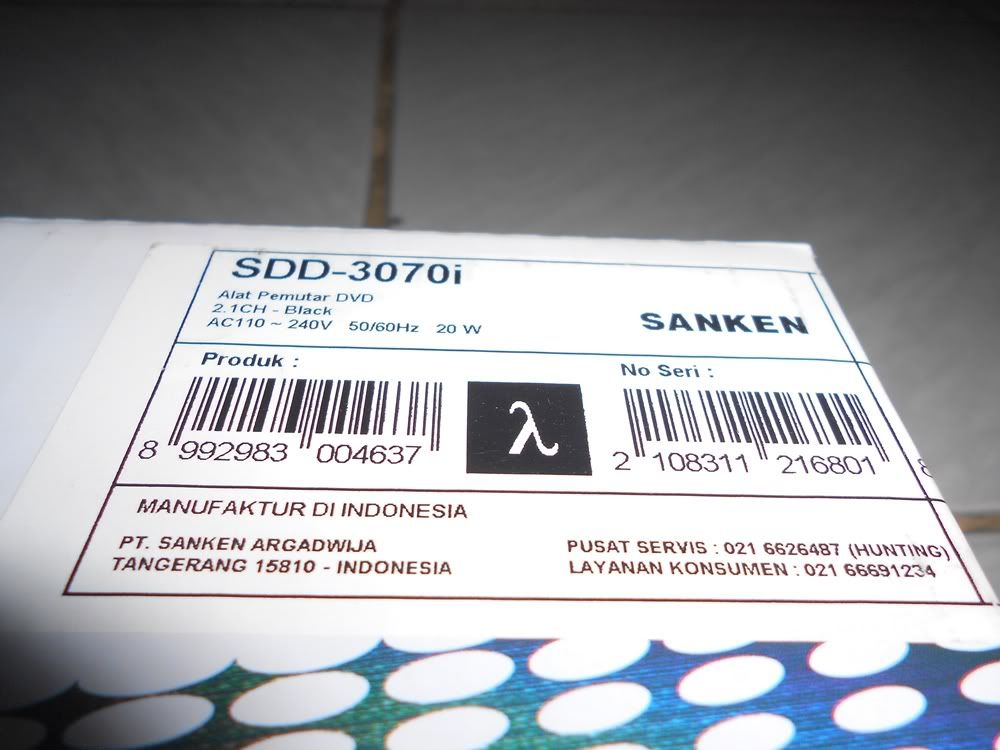 SDD-3070i
Alat Pemutar DVD
2.1CH - Black
AC110 ~ 240V 50/60Hz 20 W
SANKEN
Produk :
8 992983 004637
λ
No Seri :
2 108311 216801 8
MANUFAKTUR DI INDONESIA
PT. SANKEN ARGADWIJA
TANGERANG 15810 - INDONESIA
PUSAT SERVIS : 021 6626487 (HUNTING)
LAYANAN KONSUMEN : 021 66691234